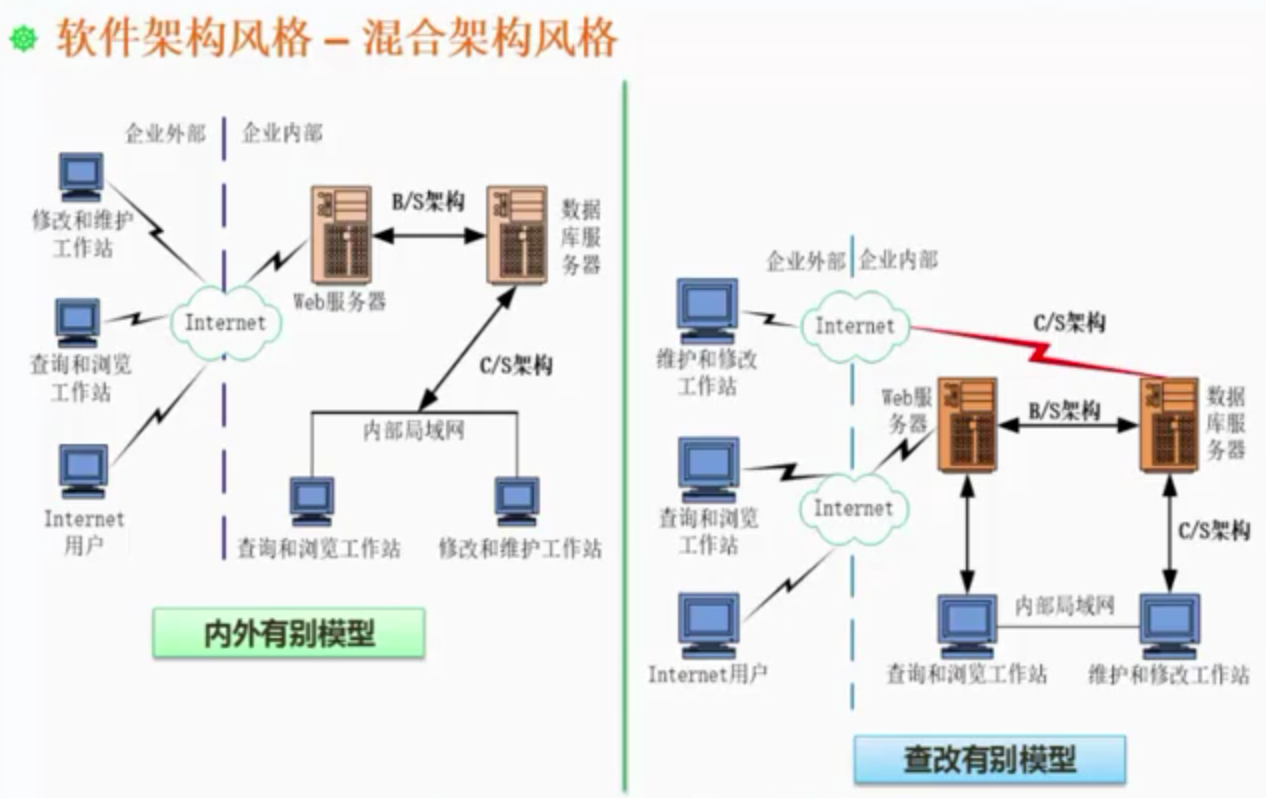 软件架构风格 – 混合架构风格
企业外部
企业内部
修改和维护
工作站
查询和浏览
工作站
Internet
用户
Internet
Web服务器
B/S架构
数据
库服
务器
C/S架构
内部局域网
查询和浏览工作站
修改和维护工作站
内外有别模型
企业外部
企业内部
维护和修改
工作站
Internet
C/S架构
查询和浏览
工作站
Internet
Internet用户
Web服
务器
B/S架构
数据
库服
务器
C/S架构
内部局域网
查询和浏览工作站
维护和修改工作站
查改有别模型